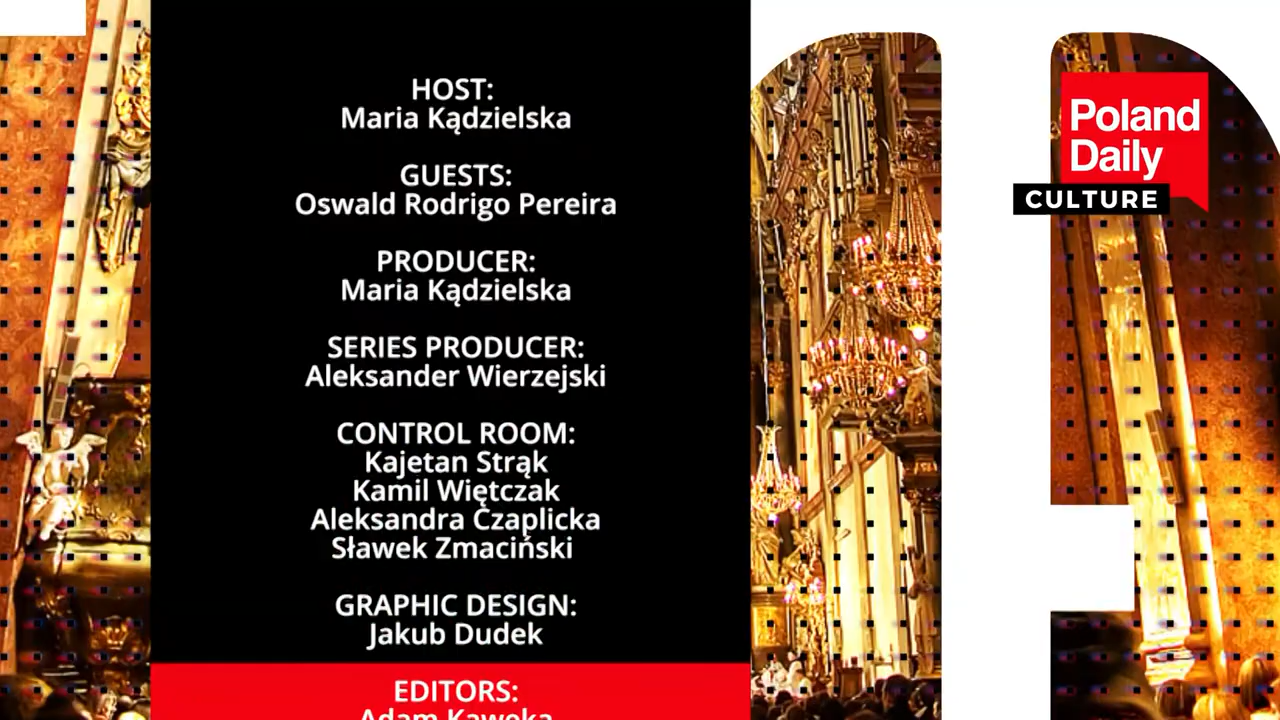 HOST:
Maria Kądzielska
GUESTS:
Oswald Rodrigo Pereira
PRODUCER:
Maria Kądzielska
SERIES PRODUCER:
Aleksander Wierzejski
CONTROL ROOM:
Kajetan Strąk
Kamil Więtczak
Aleksandra Czaplicka
Sławek Zmaciński
GRAPHIC DESIGN:
Jakub Dudek
EDITORS:
Adam
Poland
Daily
CULTURE